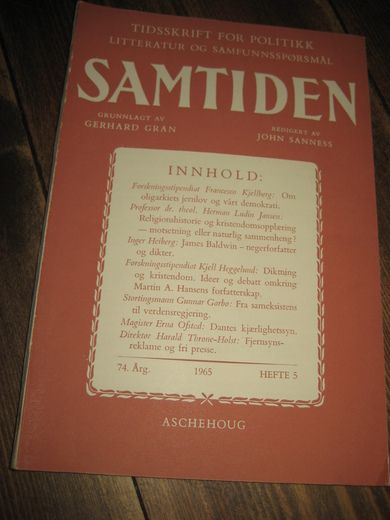 TIDSSKRIFT FOR POLITIKK
LITTERATUR OG SAMFUNNSSPØRSMÅL
SAMTIDEN
GRUNNLAGT AV
GERHARD GRAN
REDIGERT AV
JOHN SANNESS
INNHOLD:
Forskningsstipendiat Francesco Kjellberg: Om
oligarkiets jernlov og vårt demokrati.
Professor dr. theol. Herman Ludin Jansen:
Religionshistorie og kristendomsopplæring
— motsetning eller naturlig sammenheng?
Inger Heiberg: James Baldwin – negerforfatter
og dikter.
Forskningsstipendiat Kjell Heggelund: Diktning
og kristendom. Ideer og debatt omkring
Martin A. Hansens forfatterskap.
Stortingsmann Gunnar Garbo: Fra sameksistens
til verdensregjering.
Magister Erna Ofstad: Dantes kjærlighetssyn.
Direktør Harald Throne-Holst: Fjernsyns-
reklame og fri presse.
74. Årg. 1965 HEFTE 5
ASCHEHOUG